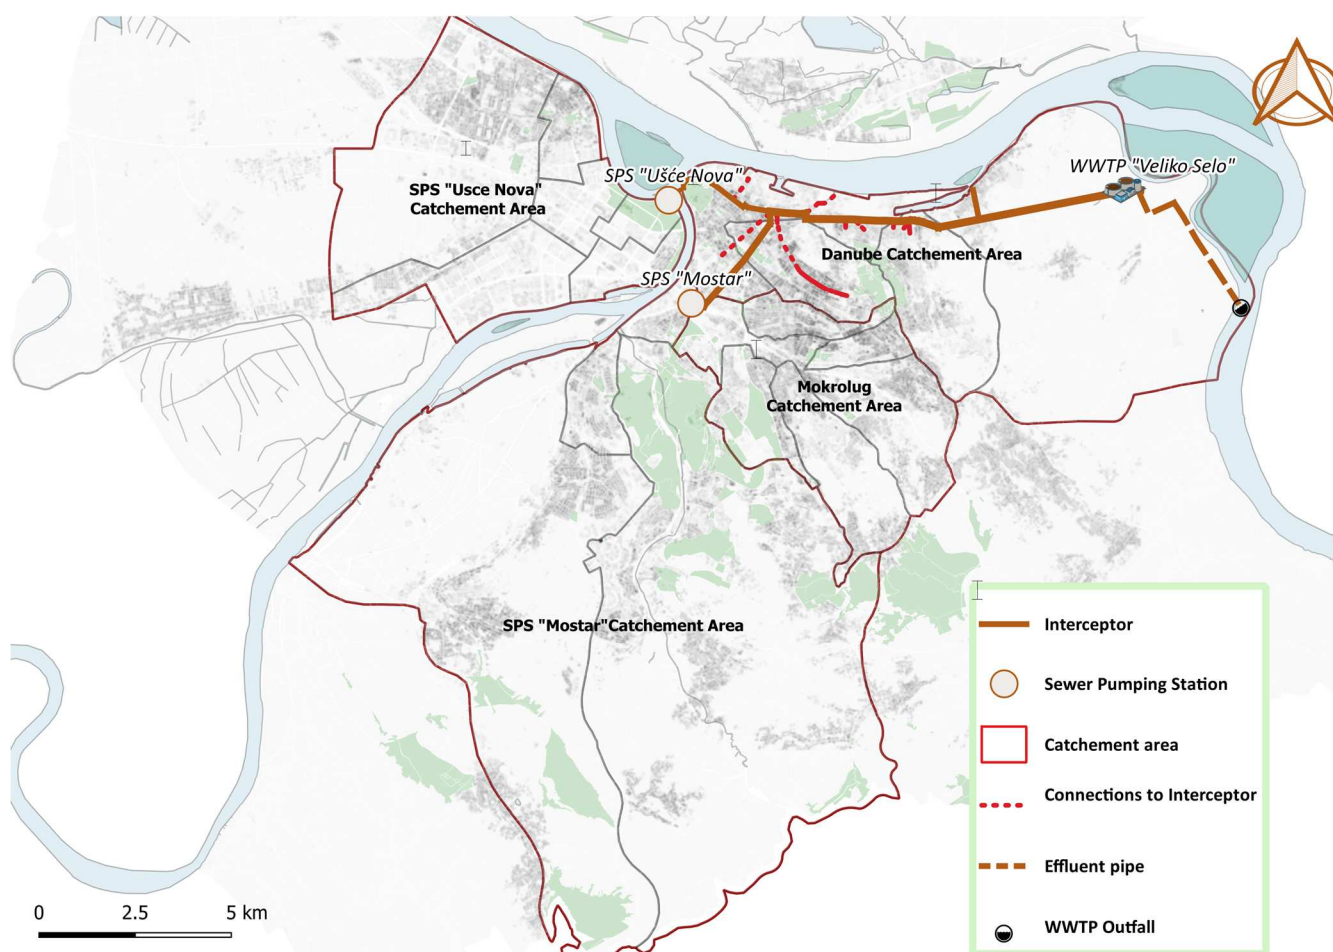 SPS "Ušće Nova"
WWTP "Veliko Selo"
SPS "Usce Nova"
Catchement Area
Danube Catchement Area
SPS "Mostar"
Mokrolug
Catchement Area
SPS "Mostar"Catchement Area
Interceptor
Sewer Pumping Station
Catchement area
Connections to Interceptor
Effluent pipe
WWTP Outfall
0 2.5 5 km